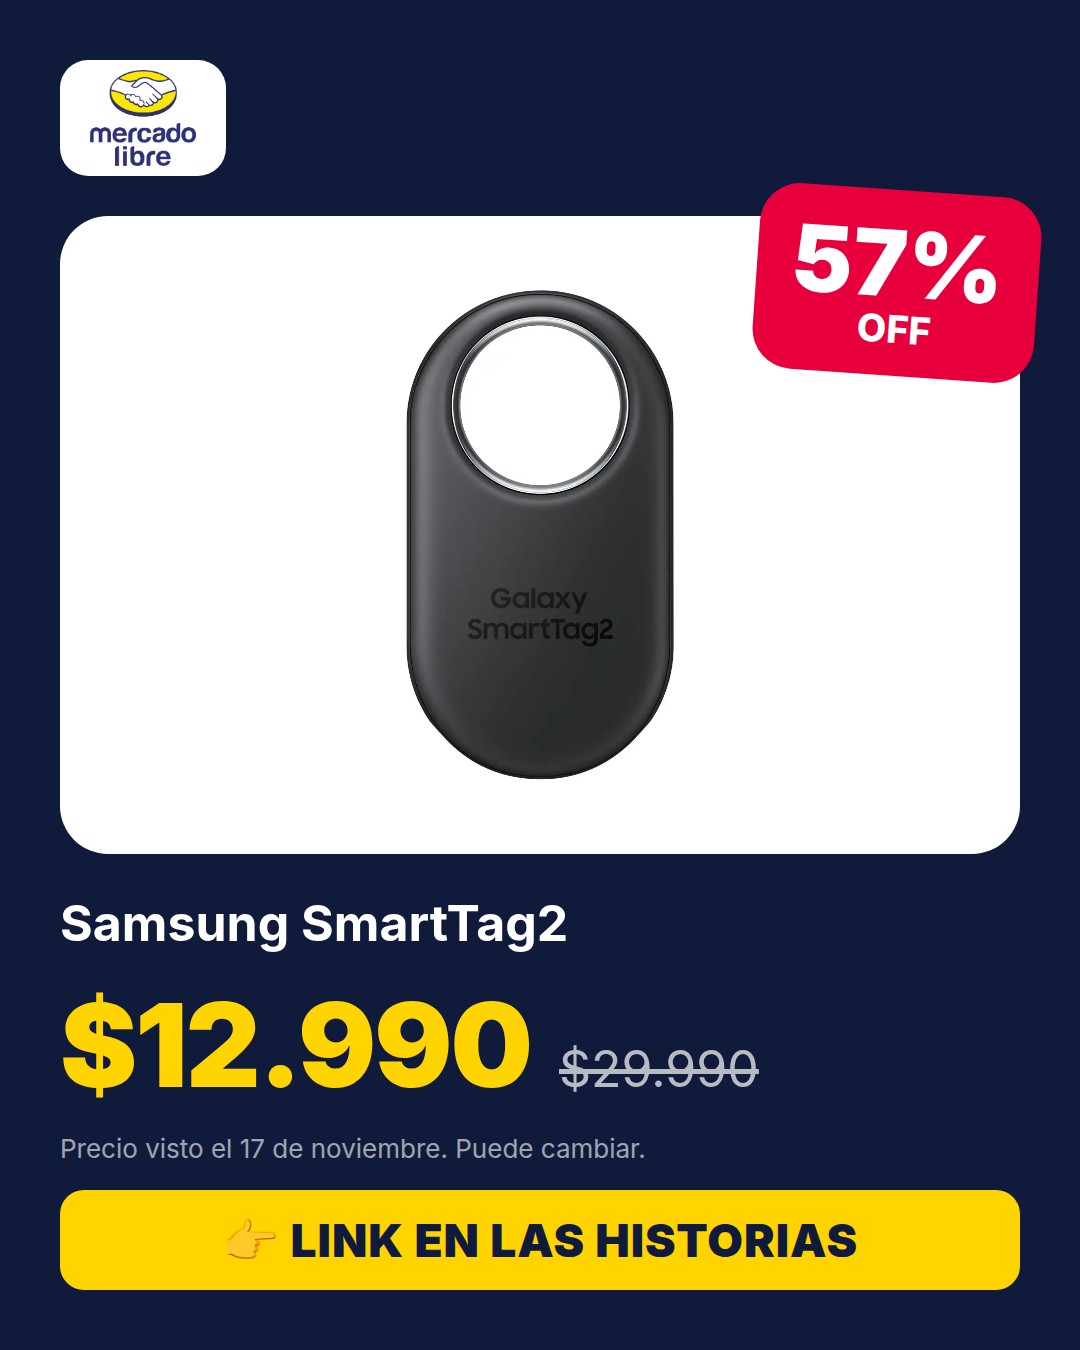 mercado
libre
57%
OFF
Galaxy
SmartTag2
Samsung SmartTag2
$12.990 $29.990
Precio visto el 17 de noviembre. Puede cambiar.
👉 LINK EN LAS HISTORIAS